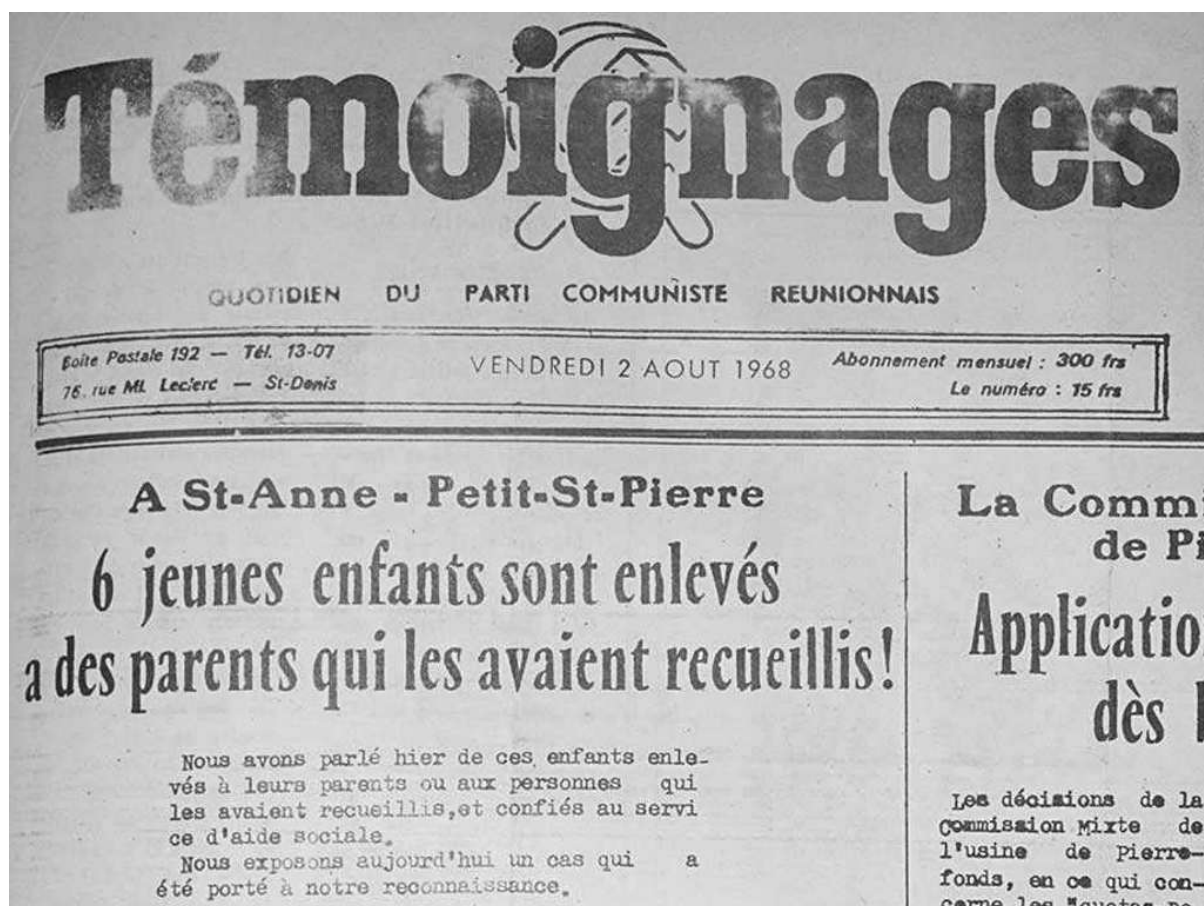 Témoignages
QUOTIDIEN DU PARTI COMMUNISTE REUNIONNAIS
Boîte Postale 192 — Tél. 13-07
76, rue Ml. Leclerc — St-Denis
VENDREDI 2 AOUT 1968
Abonnement mensuel : 300 frs
Le numéro : 15 frs
A St-Anne - Petit-St-Pierre
6 jeunes enfants sont enlevés
a des parents qui les avaient recueillis!
Nous avons parlé hier de ces enfants enle-
vés à leurs parents ou aux personnes qui
les avaient recueillis,et confiés au servi
ce d'aide sociale.
Nous exposons aujourd'hui un cas qui a
été porté à notre reconnaissance.
La Comm
de Pi
Applicatio
dès l
Les décisions de la
Commission Mixte de
l'usine de Pierre-
fonds, en ce qui con-
cerne les